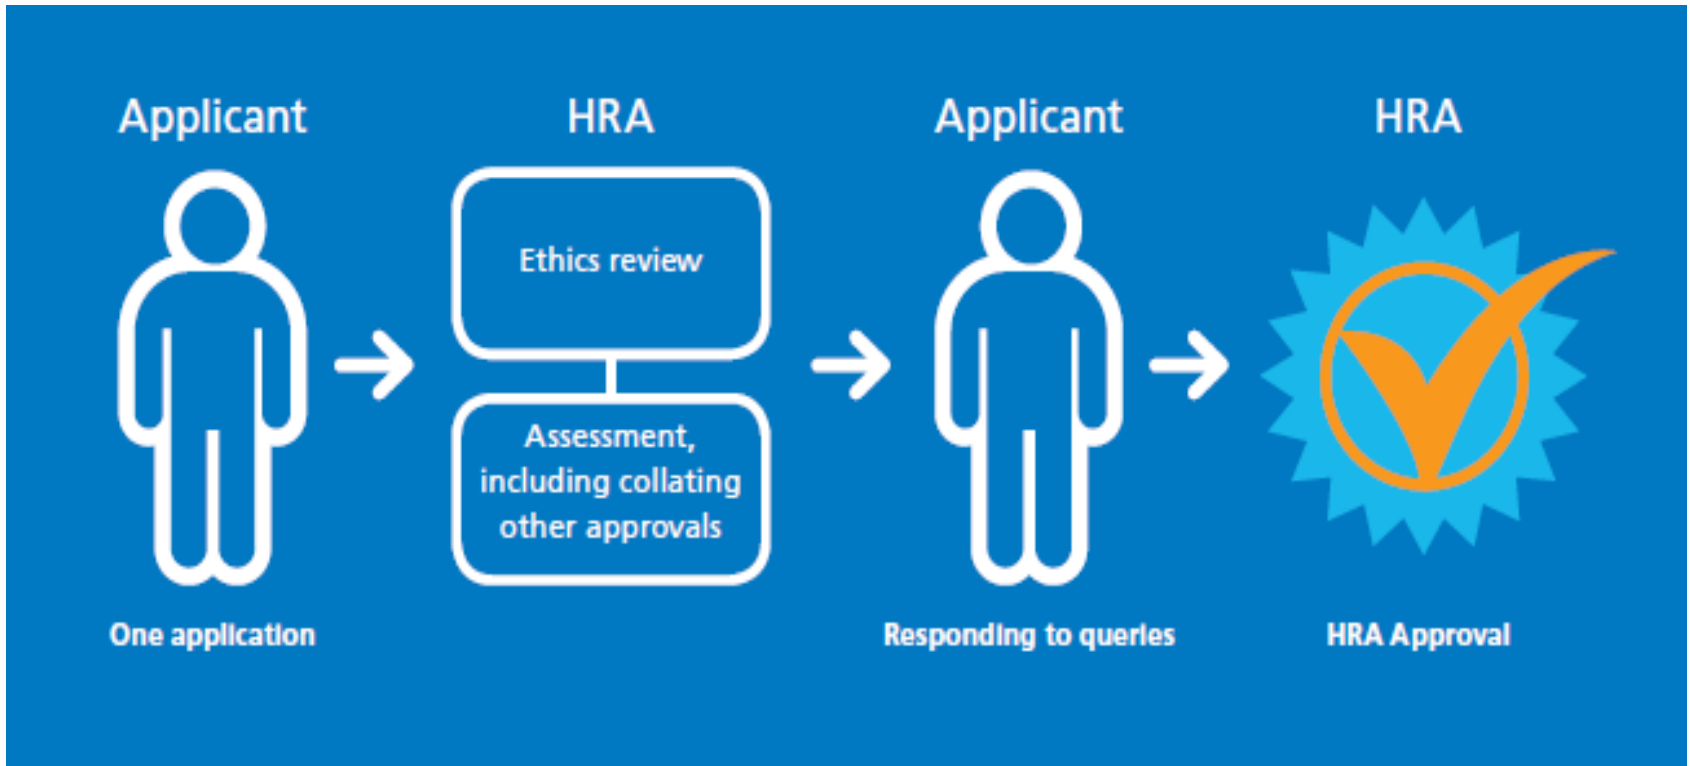 Applicant
HRA
Applicant
HRA
Ethics review
Assessment,
including collating
other approvals
One application
Responding to queries
HRA Approval